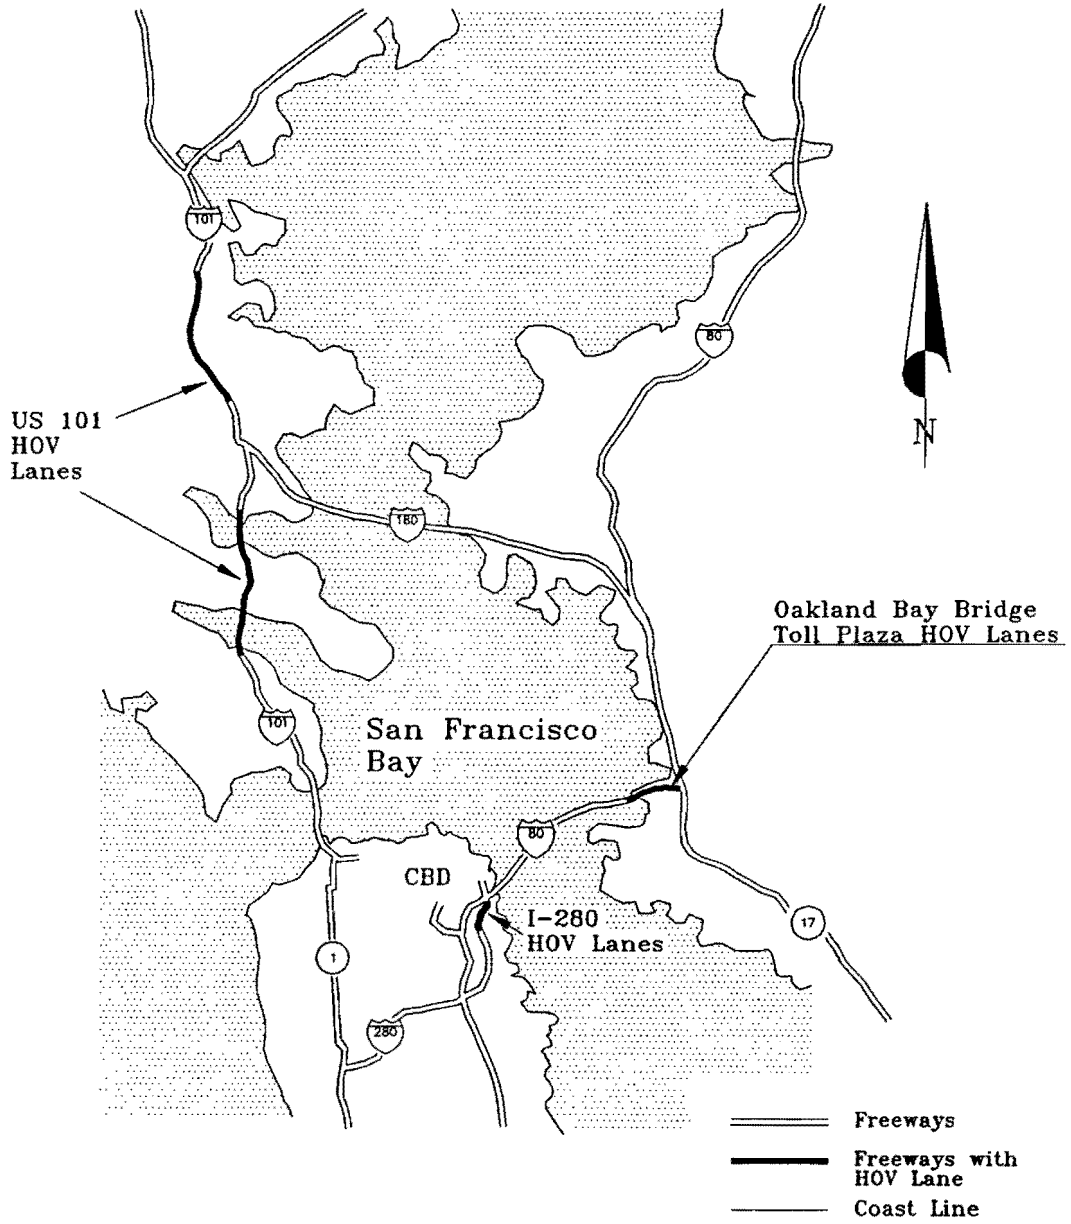 101
80
US 101
HOV
Lanes
N
180
Oakland Bay Bridge
Toll Plaza HOV Lanes
101
San Francisco
Bay
80
CBD
I-280
HOV Lanes
17
1
280
Freeways
Freeways with
HOV Lane
Coast Line